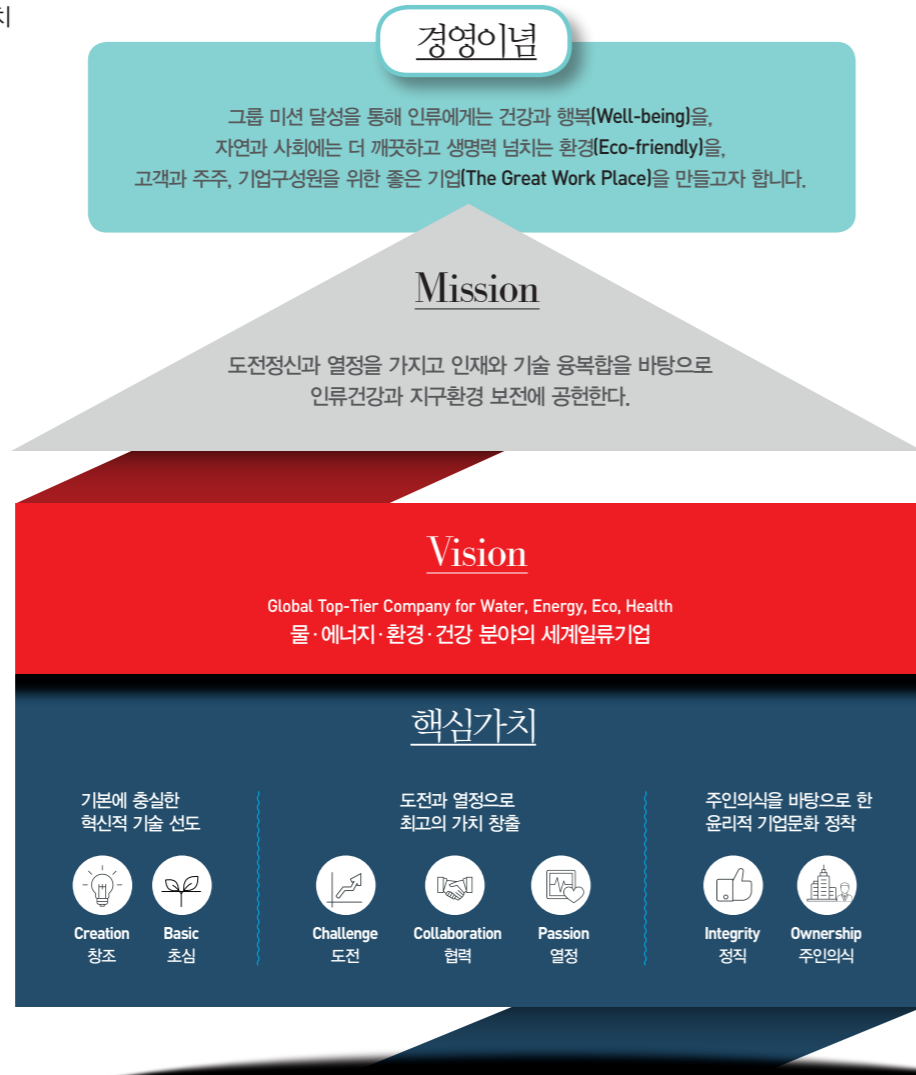 치
경영이념
그룹 미션 달성을 통해 인류에게는 건강과 행복(Well-being)을,
자연과 사회에는 더 깨끗하고 생명력 넘치는 환경(Eco-friendly)을,
고객과 주주, 기업구성원을 위한 좋은 기업(The Great Work Place)을 만들고자 합니다.
Mission
도전정신과 열정을 가지고 인재와 기술 융복합을 바탕으로
인류건강과 지구환경 보전에 공헌한다.
Vision
Global Top-Tier Company for Water, Energy, Eco, Health
물·에너지·환경·건강 분야의 세계일류기업
핵심가치
기본에 충실한
혁신적 기술 선도
Creation
창조
Basic
초심
도전과 열정으로
최고의 가치 창출
Challenge
도전
Collaboration
협력
Passion
열정
주인의식을 바탕으로 한
윤리적 기업문화 정착
Integrity
정직
Ownership
주인의식